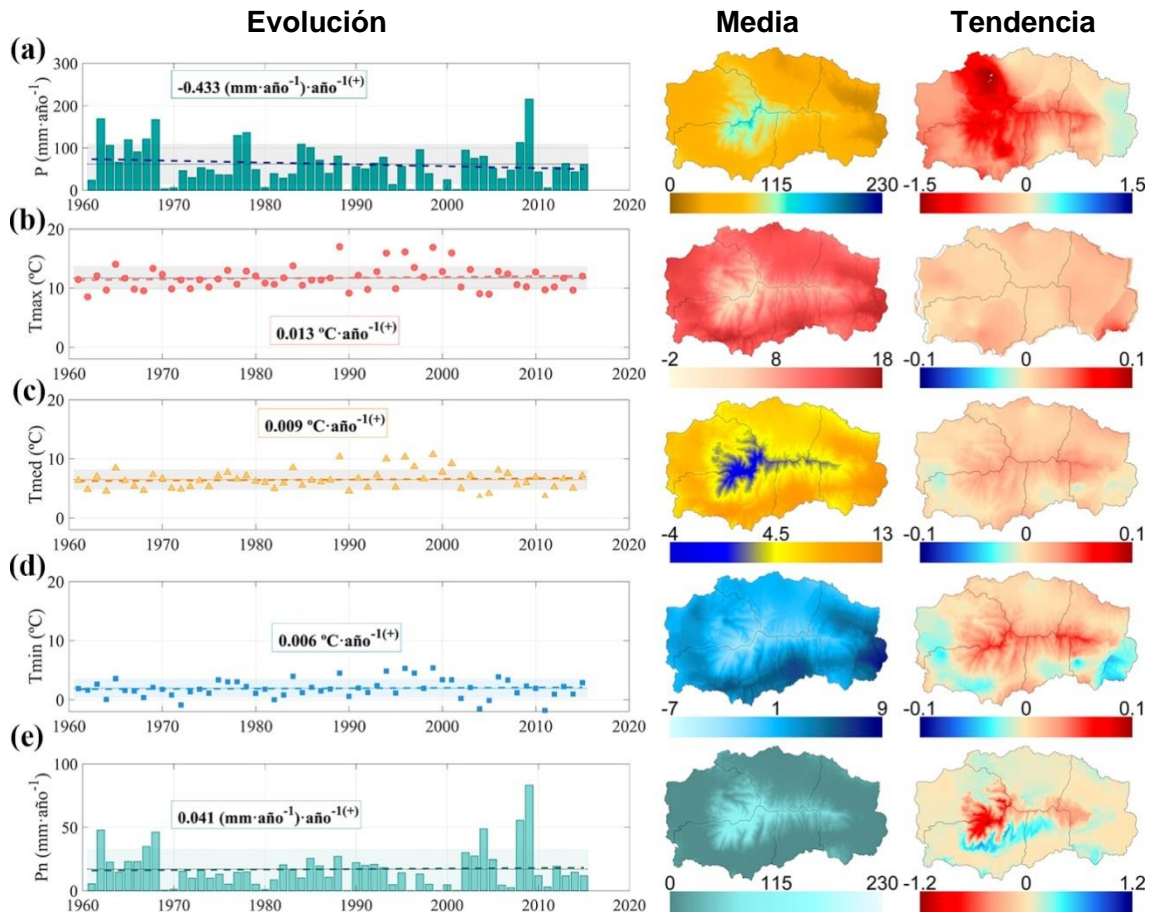 Evolución Media Tendencia
(a)
P (mm·año⁻¹)
300
200
100
0
-0.433 (mm·año⁻¹)·año⁻¹⁽⁺⁾
1960 1970 1980 1990 2000 2010 2020
0 115 230
-1.5 0 1.5
(b)
Tmax (ºC)
20
10
0
0.013 ºC·año⁻¹⁽⁺⁾
1960 1970 1980 1990 2000 2010 2020
-2 8 18
-0.1 0 0.1
(c)
Tmed (ºC)
20
10
0
0.009 ºC·año⁻¹⁽⁺⁾
1960 1970 1980 1990 2000 2010 2020
-4 4.5 13
-0.1 0 0.1
(d)
Tmin (ºC)
20
10
0
0.006 ºC·año⁻¹⁽⁺⁾
1960 1970 1980 1990 2000 2010 2020
-7 1 9
-0.1 0 0.1
(e)
Pn (mm·año⁻¹)
100
50
0
0.041 (mm·año⁻¹)·año⁻¹⁽⁺⁾
1960 1970 1980 1990 2000 2010 2020
0 115 230
-1.2 0 1.2